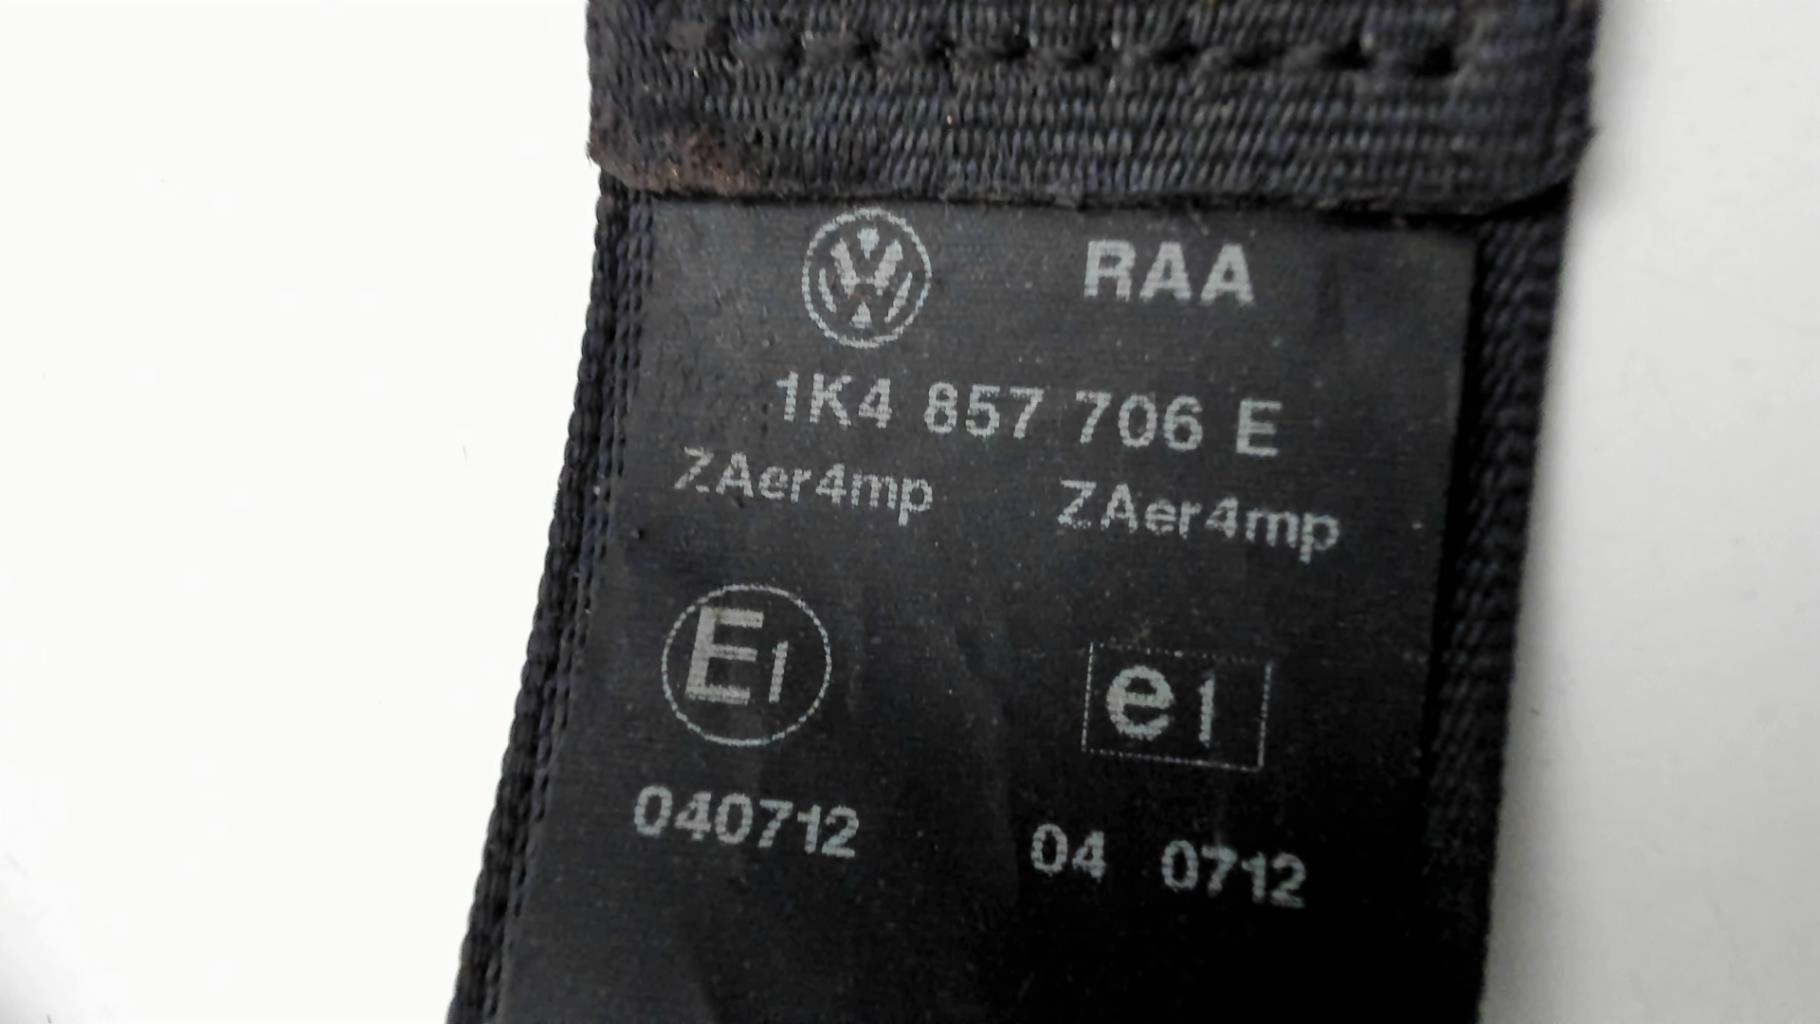 RAA
1K4 857 706 E
ZAer4mp ZAer4mp
E1 e1
040712 04 0712